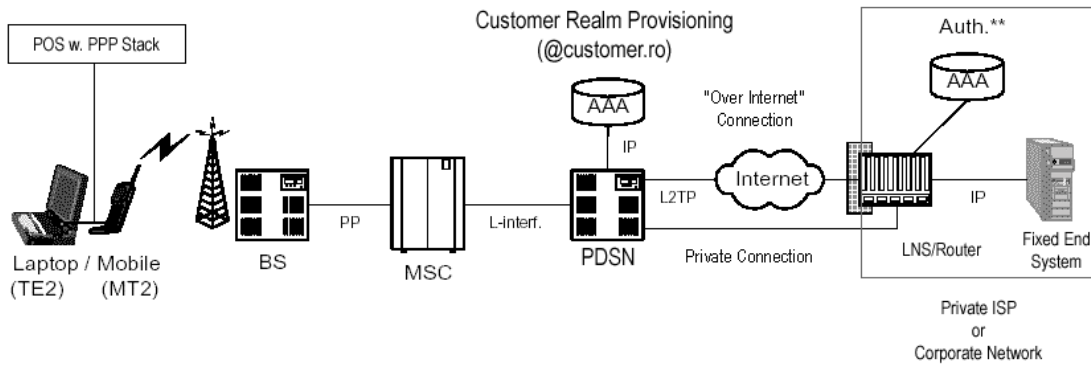 Customer Realm Provisioning
(@customer.ro)
POS w. PPP Stack
Auth.**
AAA
AAA
"Over Internet"
Connection
IP
Internet
L2TP
IP
PP
L-interf.
Private Connection
LNS/Router
Fixed End
System
BS
MSC
PDSN
Laptop / Mobile
(TE2) (MT2)
Private ISP
or
Corporate Network